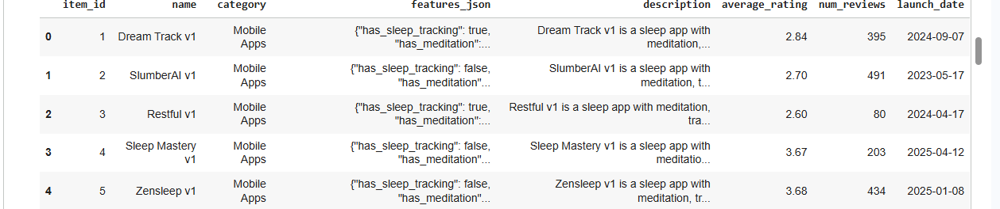 item_id name category features_json description average_rating num_reviews launch_date
0 1 Dream Track v1 Mobile Apps {"has_sleep_tracking": true, "has_meditation":... Dream Track v1 is a sleep app with meditation,... 2.84 395 2024-09-07
1 2 SlumberAI v1 Mobile Apps {"has_sleep_tracking": false, "has_meditation"... SlumberAI v1 is a sleep app with meditation, t... 2.70 491 2023-05-17
2 3 Restful v1 Mobile Apps {"has_sleep_tracking": true, "has_meditation":... Restful v1 is a sleep app with meditation, tra... 2.60 80 2024-04-17
3 4 Sleep Mastery v1 Mobile Apps {"has_sleep_tracking": false, "has_meditation"... Sleep Mastery v1 is a sleep app with meditatio... 3.67 203 2025-04-12
4 5 Zensleep v1 Mobile Apps {"has_sleep_tracking": false, "has_meditation"... Zensleep v1 is a sleep app with meditation, tr... 3.68 434 2025-01-08